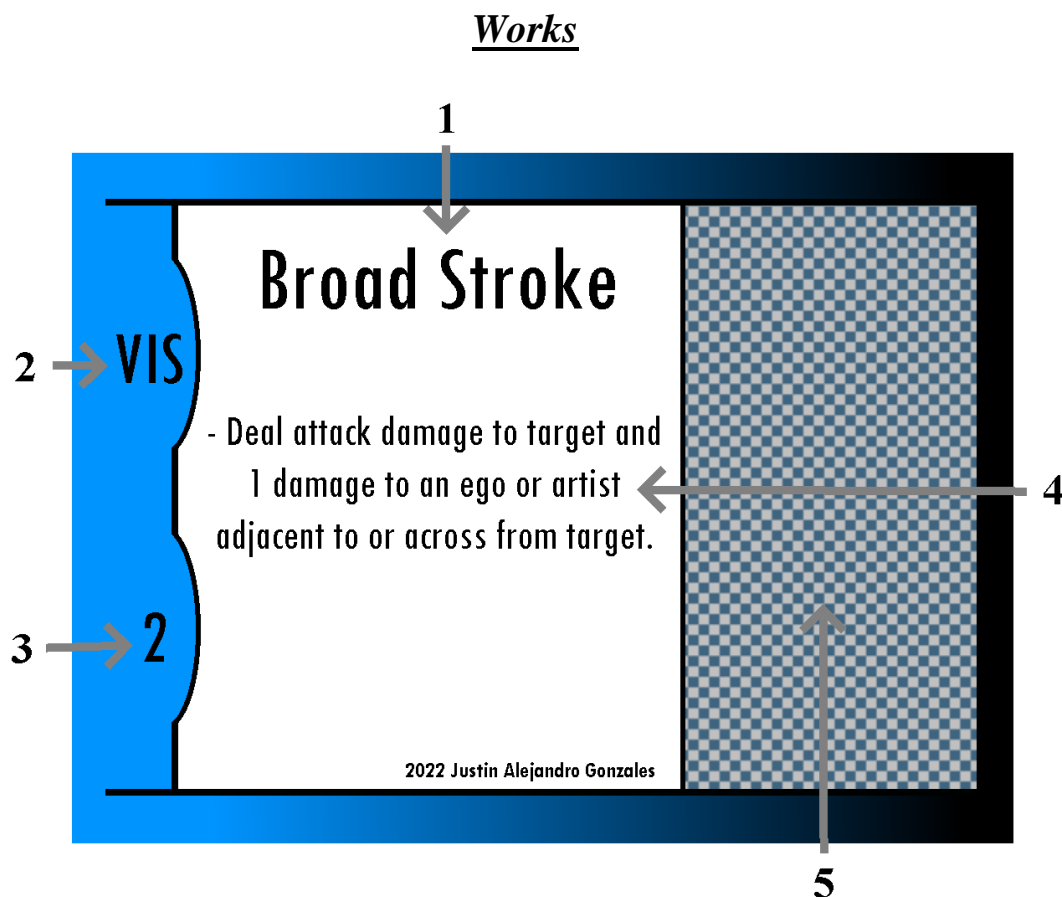 Works
1
Broad Stroke
2
VIS
- Deal attack damage to target and
1 damage to an ego or artist
adjacent to or across from target.
4
3
2
2022 Justin Alejandro Gonzales
5